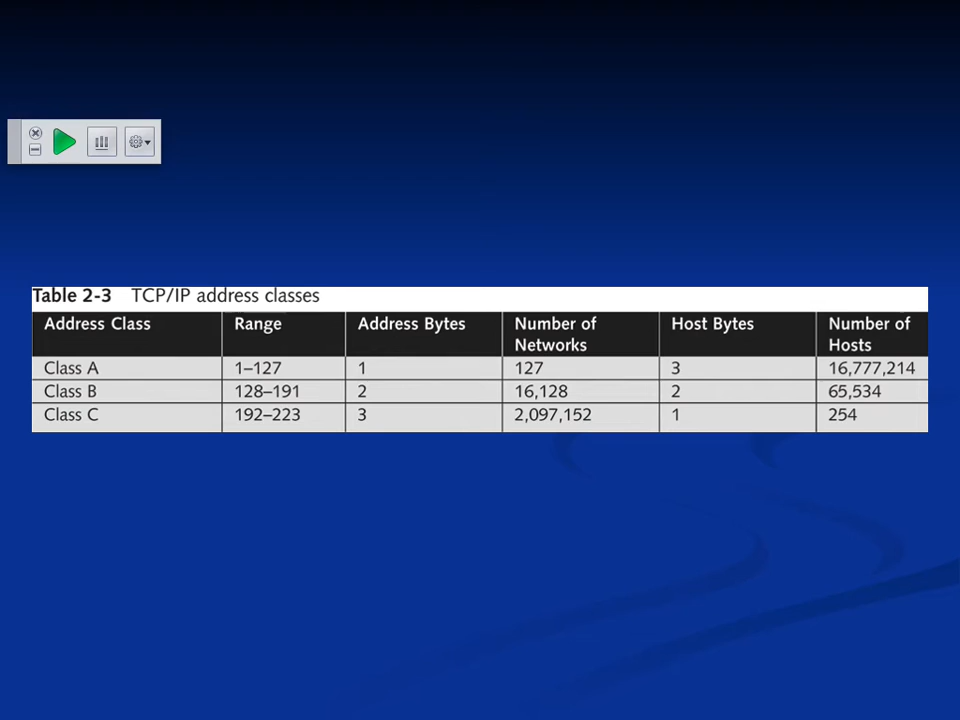 Table 2-3 TCP/IP address classes
Address Class Range Address Bytes Number of Networks Host Bytes Number of Hosts
Class A 1–127 1 127 3 16,777,214
Class B 128–191 2 16,128 2 65,534
Class C 192–223 3 2,097,152 1 254